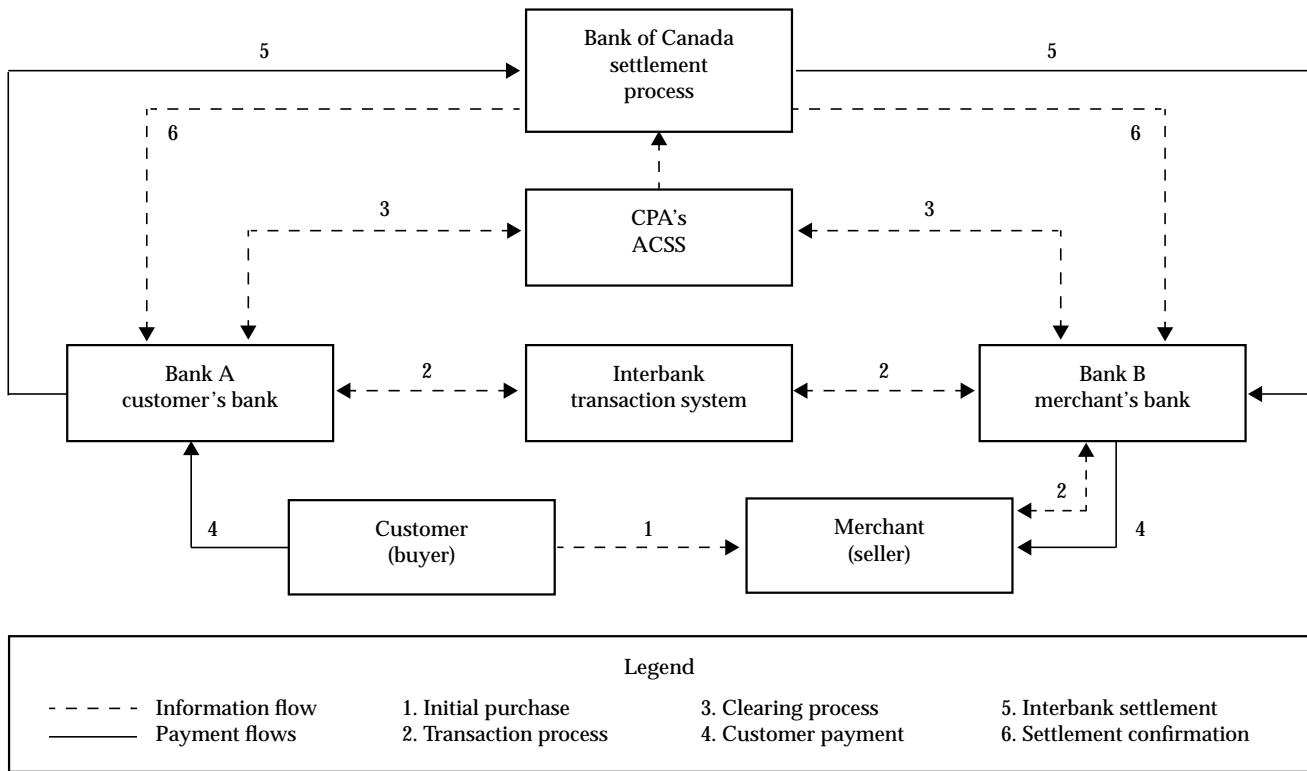 5
Bank of Canada
settlement
process
5
6
6
3
CPA's
ACSS
3
Bank A
customer's bank
2
Interbank
transaction system
2
Bank B
merchant's bank
4
Customer
(buyer)
1
Merchant
(seller)
2
4
Legend
Information flow
1. Initial purchase
3. Clearing process
5. Interbank settlement
Payment flows
2. Transaction process
4. Customer payment
6. Settlement confirmation